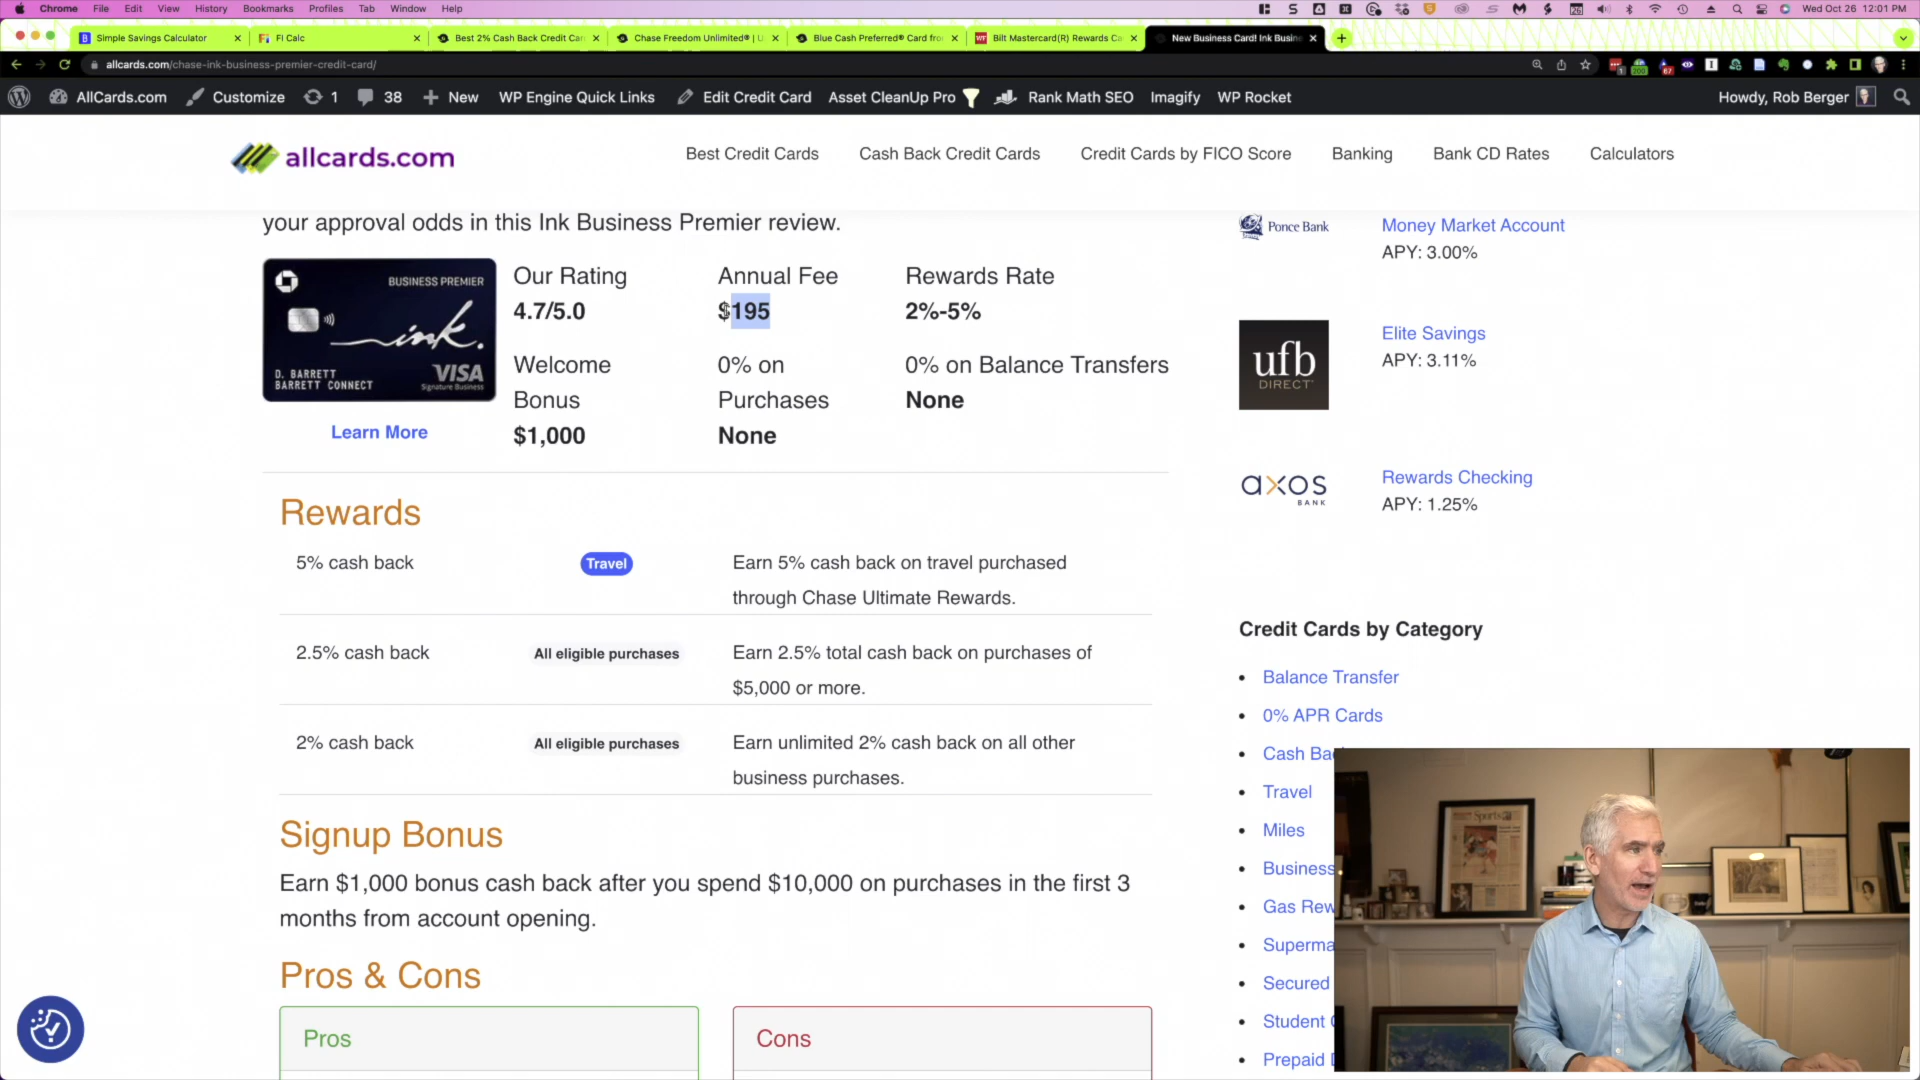 Chrome File Edit View History Bookmarks Profiles Tab Window Help Wed Oct 26 12:01 PM
Simple Savings Calculator
FI Calc
Best 2% Cash Back Credit Car
Chase Freedom Unlimited® | U
Blue Cash Preferred® Card fro
Bilt Mastercard(R) Rewards Ca
New Business Card! Ink Busin
allcards.com/chase-ink-business-premier-credit-card/
AllCards.com Customize 1 38 New WP Engine Quick Links Edit Credit Card Asset CleanUp Pro Rank Math SEO Imagify WP Rocket Howdy, Rob Berger
allcards.com
Best Credit Cards Cash Back Credit Cards Credit Cards by FICO Score Banking Bank CD Rates Calculators
your approval odds in this Ink Business Premier review.
BUSINESS PREMIER
ink.
D. BARRETT
BARRETT CONNECT
VISA
Signature Business
Learn More
Our Rating
4.7/5.0
Annual Fee
$195
Rewards Rate
2%-5%
Welcome
Bonus
$1,000
0% on
Purchases
None
0% on Balance Transfers
None
Rewards
5% cash back Travel Earn 5% cash back on travel purchased
through Chase Ultimate Rewards.
2.5% cash back All eligible purchases Earn 2.5% total cash back on purchases of
$5,000 or more.
2% cash back All eligible purchases Earn unlimited 2% cash back on all other
business purchases.
Signup Bonus
Earn $1,000 bonus cash back after you spend $10,000 on purchases in the first 3
months from account opening.
Pros & Cons
Pros
Cons
Ponce Bank
Money Market Account
APY: 3.00%
ufb
DIRECT
Elite Savings
APY: 3.11%
axos
BANK
Rewards Checking
APY: 1.25%
Credit Cards by Category
Balance Transfer
0% APR Cards
Cash Ba
Travel
Miles
Business
Gas Rew
Superma
Secured
Student
Prepaid
Sports